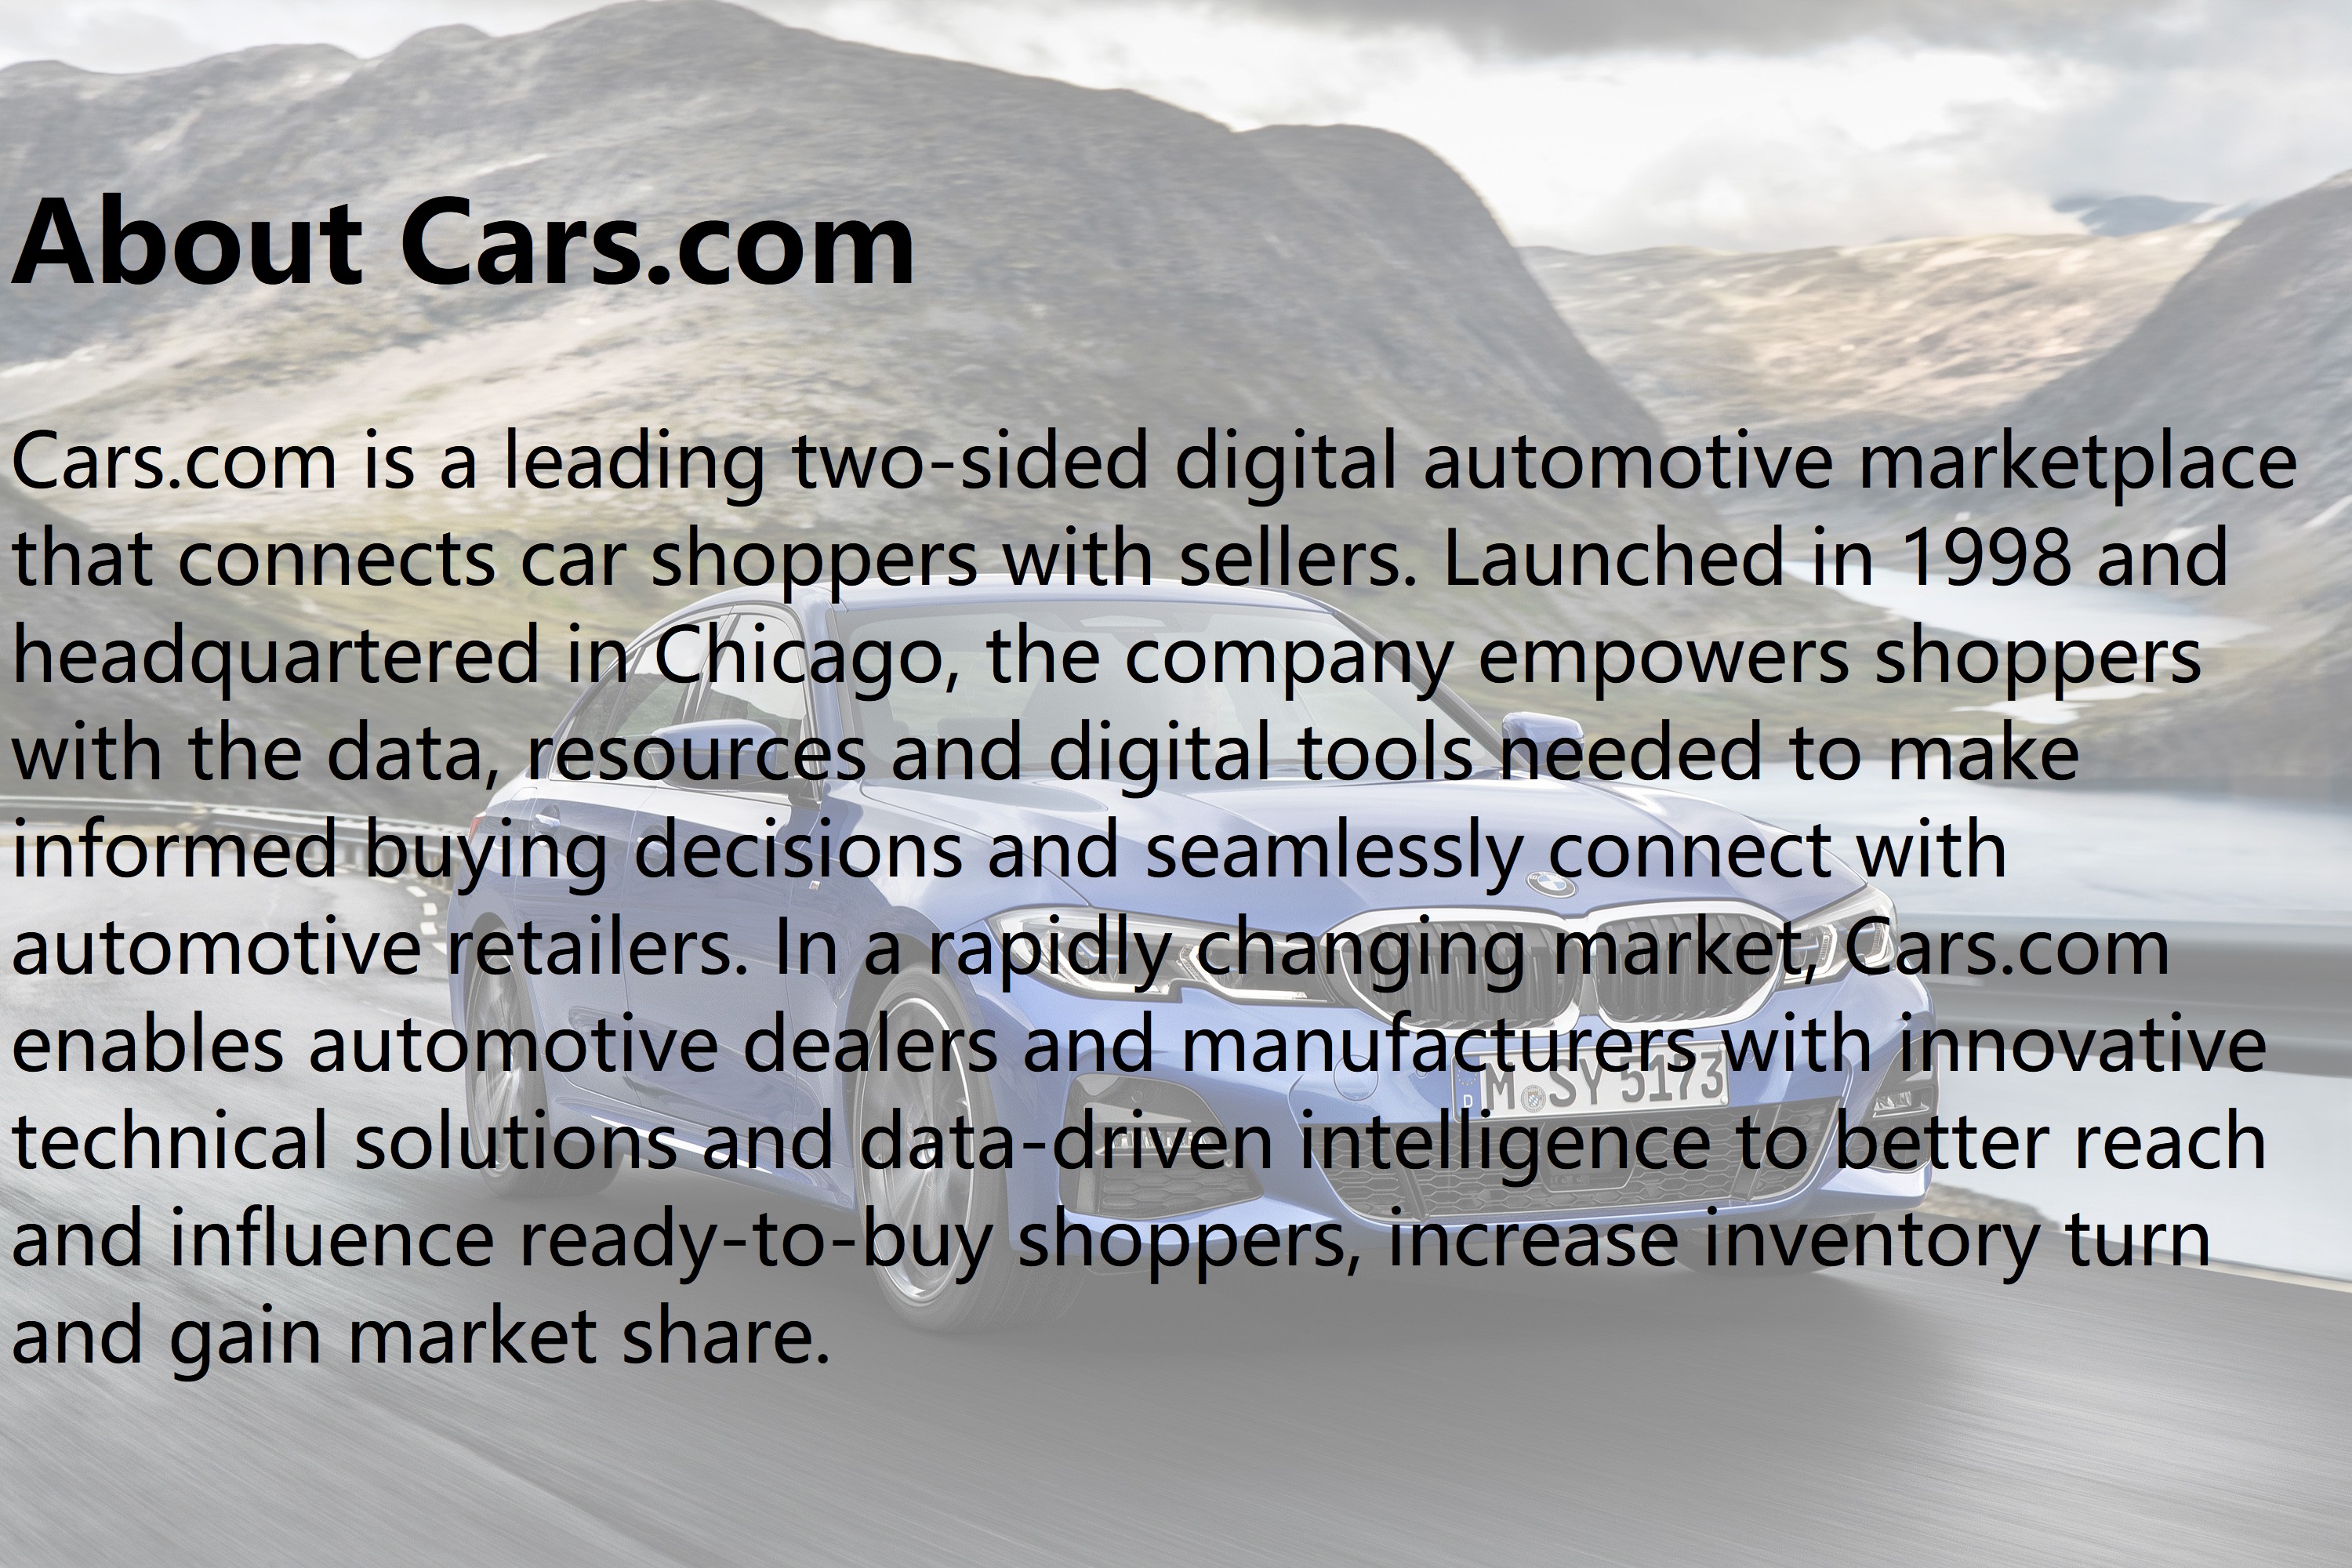 About Cars.com
Cars.com is a leading two-sided digital automotive marketplace
that connects car shoppers with sellers. Launched in 1998 and
headquartered in Chicago, the company empowers shoppers
with the data, resources and digital tools needed to make
informed buying decisions and seamlessly connect with
automotive retailers. In a rapidly changing market, Cars.com
enables automotive dealers and manufacturers with innovative
technical solutions and data-driven intelligence to better reach
and influence ready-to-buy shoppers, increase inventory turn
and gain market share.
M SY 5173
D